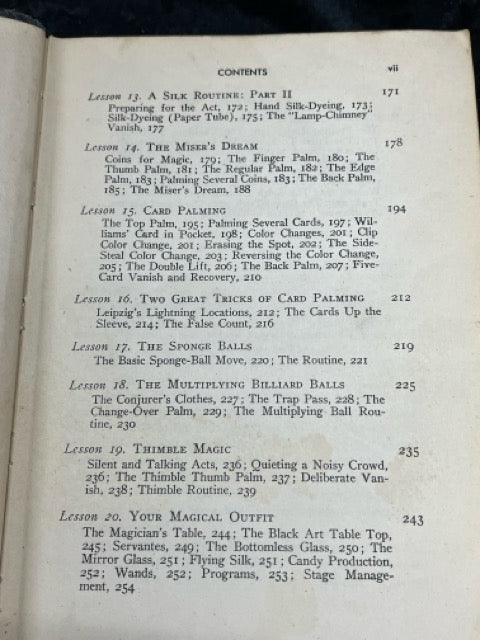 CONTENTS vii
Lesson 13. A SILK ROUTINE: PART II 171
Preparing for the Act, 172; Hand Silk-Dyeing, 173;
Silk-Dyeing (Paper Tube), 175; The "Lamp-Chimney"
Vanish, 177
Lesson 14. THE MISER'S DREAM 178
Coins for Magic, 179; The Finger Palm, 180; The
Thumb Palm, 181; The Regular Palm, 182; The Edge
Palm, 183; Palming Several Coins, 183; The Back Palm,
185; The Miser's Dream, 188
Lesson 15. CARD PALMING 194
The Top Palm, 195; Palming Several Cards, 197; Wil-
liams' Card in Pocket, 198; Color Changes, 201; Clip
Color Change, 201; Erasing the Spot, 202; The Side-
Steal Color Change, 203; Reversing the Color Change,
205; The Double Lift, 206; The Back Palm, 207; Five-
Card Vanish and Recovery, 210
Lesson 16. TWO GREAT TRICKS OF CARD PALMING 212
Leipzig's Lightning Locations, 212; The Cards Up the
Sleeve, 214; The False Count, 216
Lesson 17. THE SPONGE BALLS 219
The Basic Sponge-Ball Move, 220; The Routine, 221
Lesson 18. THE MULTIPLYING BILLIARD BALLS 225
The Conjurer's Clothes, 227; The Trap Pass, 228; The
Change-Over Palm, 229; The Multiplying Ball Rou-
tine, 230
Lesson 19. THIMBLE MAGIC 235
Silent and Talking Acts, 236; Quieting a Noisy Crowd,
236; The Thimble Thumb Palm, 237; Deliberate Van-
ish, 238; Thimble Routine, 239
Lesson 20. YOUR MAGICAL OUTFIT 243
The Magician's Table, 244; The Black Art Table Top,
245; Servantes, 249; The Bottomless Glass, 250; The
Mirror Glass, 251; Flying Silk, 251; Candy Production,
252; Wands, 252; Programs, 253; Stage Manage-
ment, 254